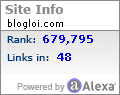 Site Info
blogloi.com
Rank: 679,795
Links in: 48
Powered by Alexa®